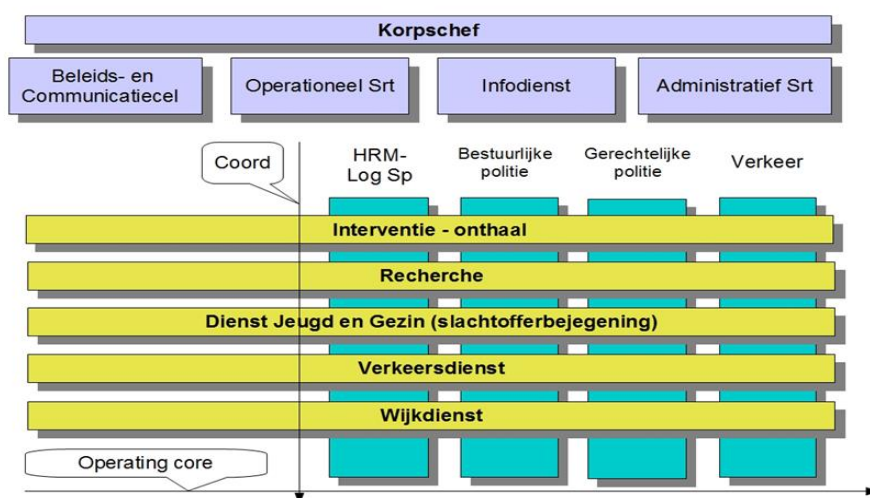 Korpschef
Beleids- en
Communicatiecel
Operationeel Srt
Infodienst
Administratief Srt
Coord
HRM-
Log Sp
Bestuurlijke
politie
Gerechtelijke
politie
Verkeer
Interventie - onthaal
Recherche
Dienst Jeugd en Gezin (slachtofferbejegening)
Verkeersdienst
Wijkdienst
Operating core